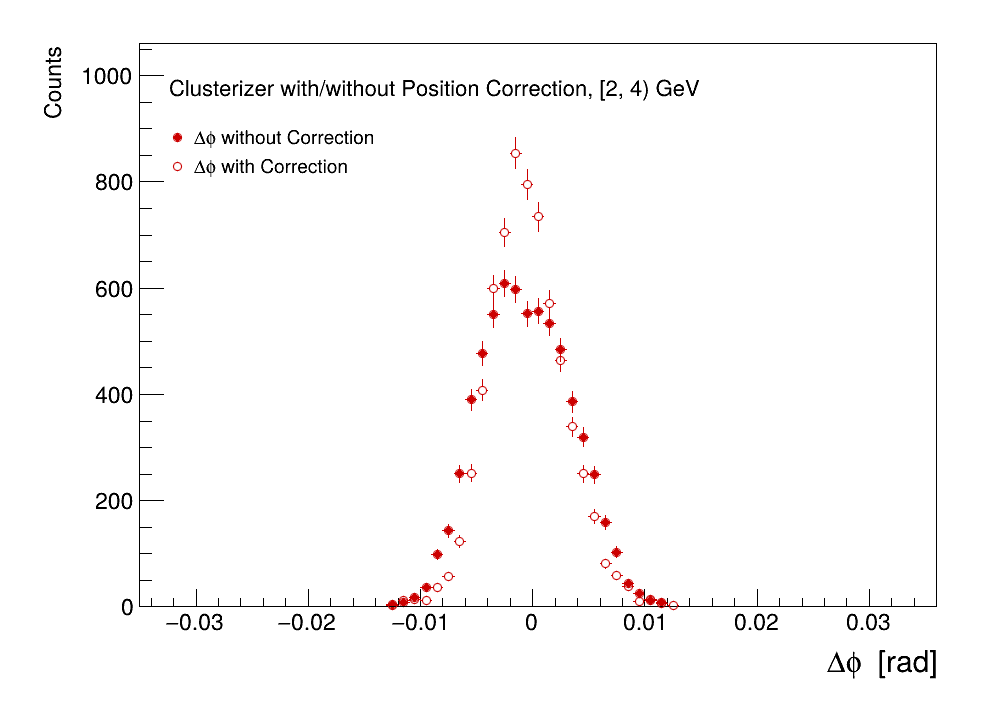 Counts
1000
800
600
400
200
0
Clusterizer with/without Position Correction, [2, 4) GeV
Δϕ without Correction
Δϕ with Correction
−0.03 −0.02 −0.01 0 0.01 0.02 0.03
Δϕ [rad]